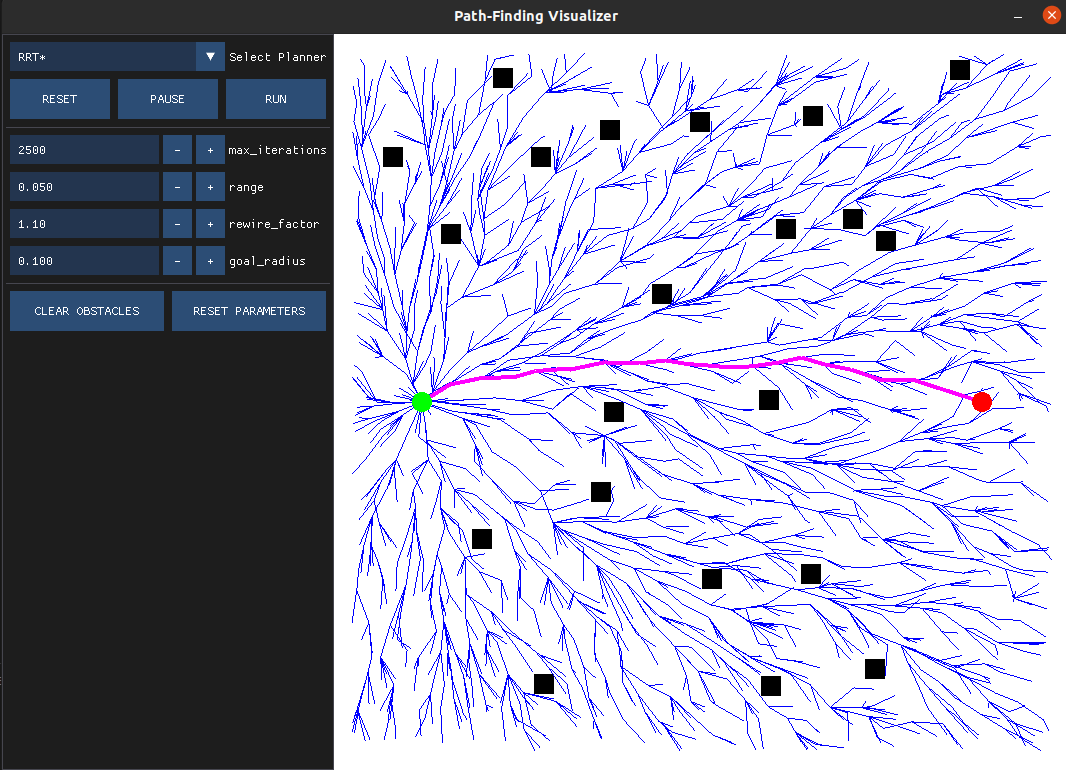 Path-Finding Visualizer
RRT* Select Planner
RESET PAUSE RUN
2500 - + max_iterations
0.050 - + range
1.10 - + rewire_factor
0.100 - + goal_radius
CLEAR OBSTACLES RESET PARAMETERS